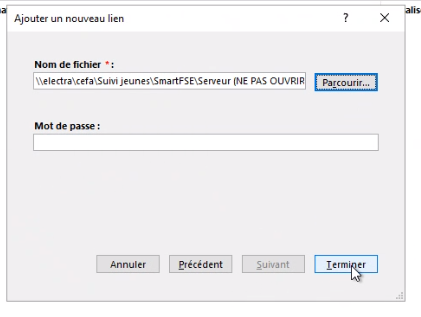 Ajouter un nouveau lien ? ×
Nom de fichier * :
\\electra\cefa\Suivi jeunes\SmartFSE\Serveur (NE PAS OUVRIR
Parcourir...
Mot de passe :
Annuler Précédent Suivant Terminer